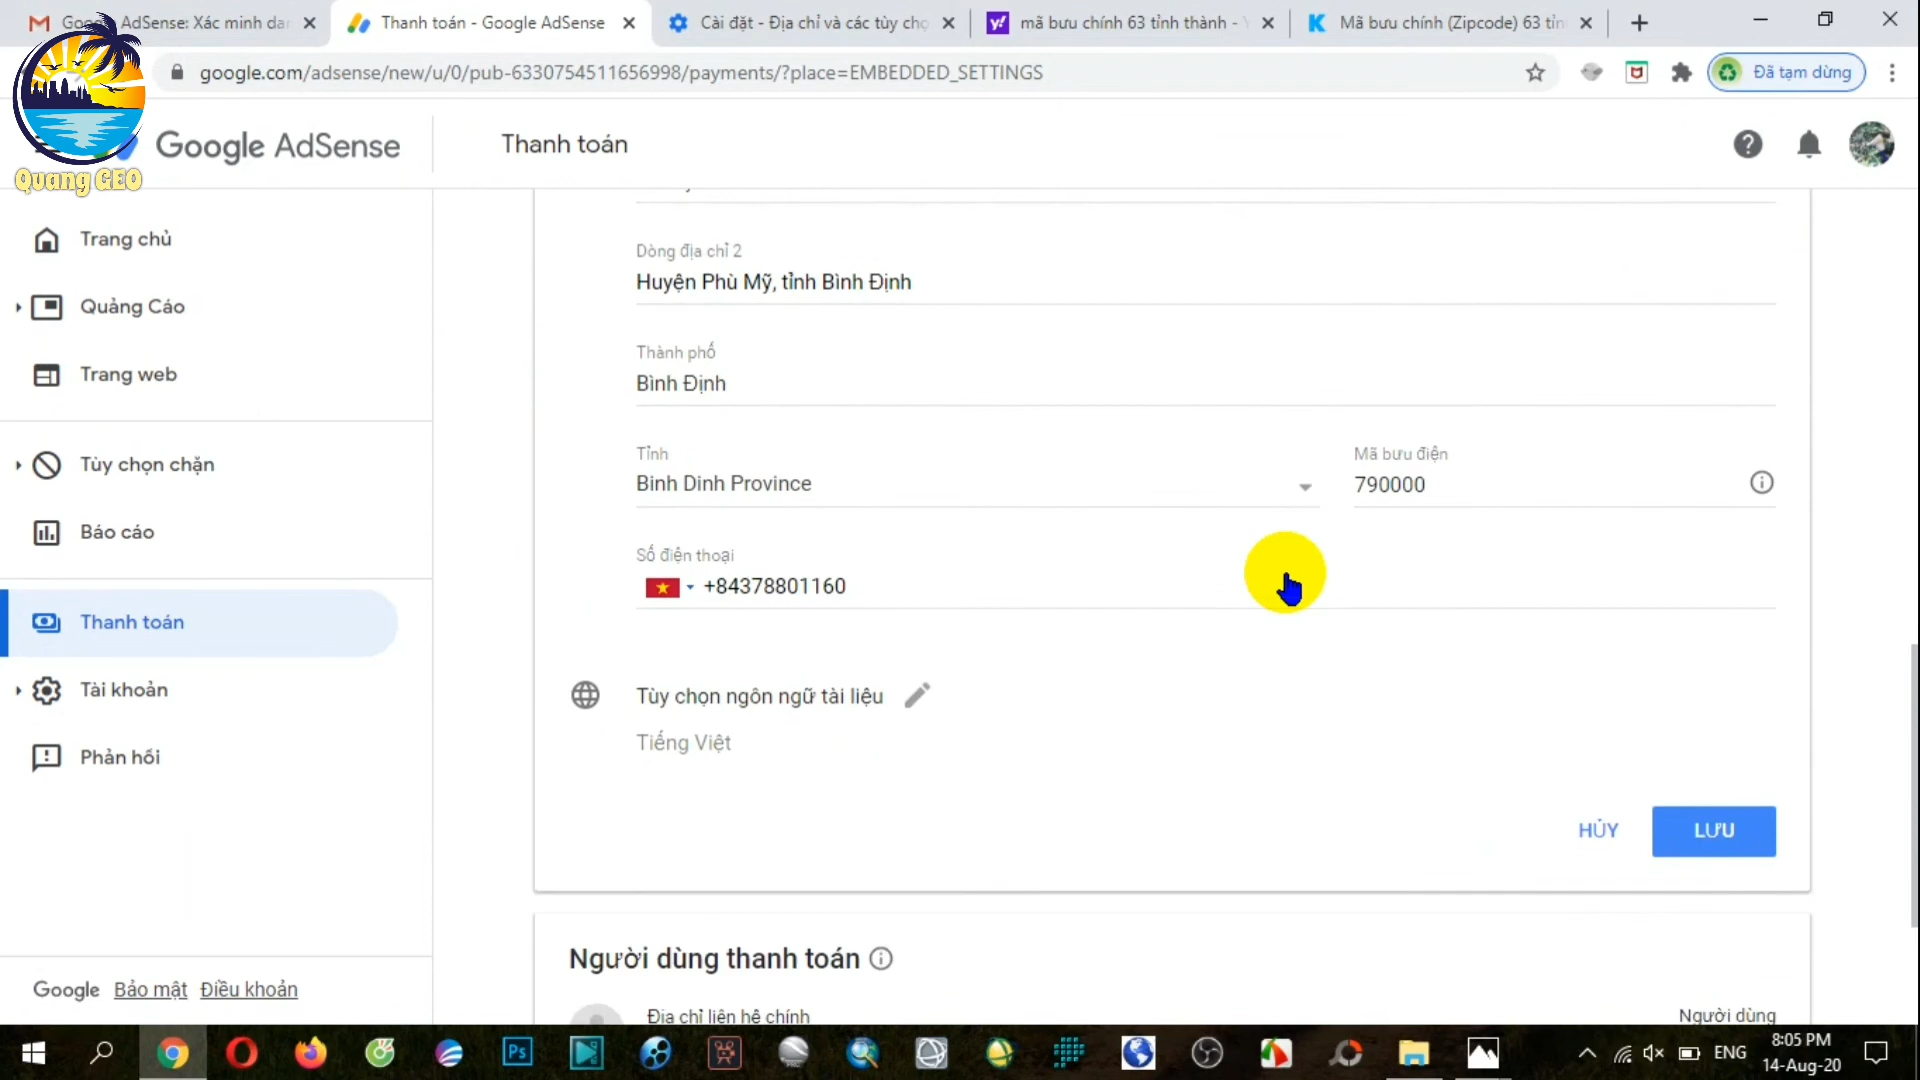 Google AdSense: Xác minh dan
Thanh toán - Google AdSense
Cài đặt - Địa chỉ và các tùy chọ
mã bưu chính 63 tỉnh thành - Y
Mã bưu chính (Zipcode) 63 tỉn
google.com/adsense/new/u/0/pub-6330754511656998/payments/?place=EMBEDDED_SETTINGS
Đã tạm dừng
Google AdSense
Thanh toán
Quang GEO
Trang chủ
Quảng Cáo
Trang web
Tùy chọn chặn
Báo cáo
Thanh toán
Tài khoản
Phản hồi
Google Bảo mật Điều khoản
Dòng địa chỉ 2
Huyện Phù Mỹ, tỉnh Bình Định
Thành phố
Bình Định
Tỉnh
Binh Dinh Province
Mã bưu điện
790000
Số điện thoại
+84378801160
Tùy chọn ngôn ngữ tài liệu
Tiếng Việt
HỦY
LƯU
Người dùng thanh toán
Địa chỉ liên hệ chính
Người dùng
Ps
ENG
8:05 PM
14-Aug-20